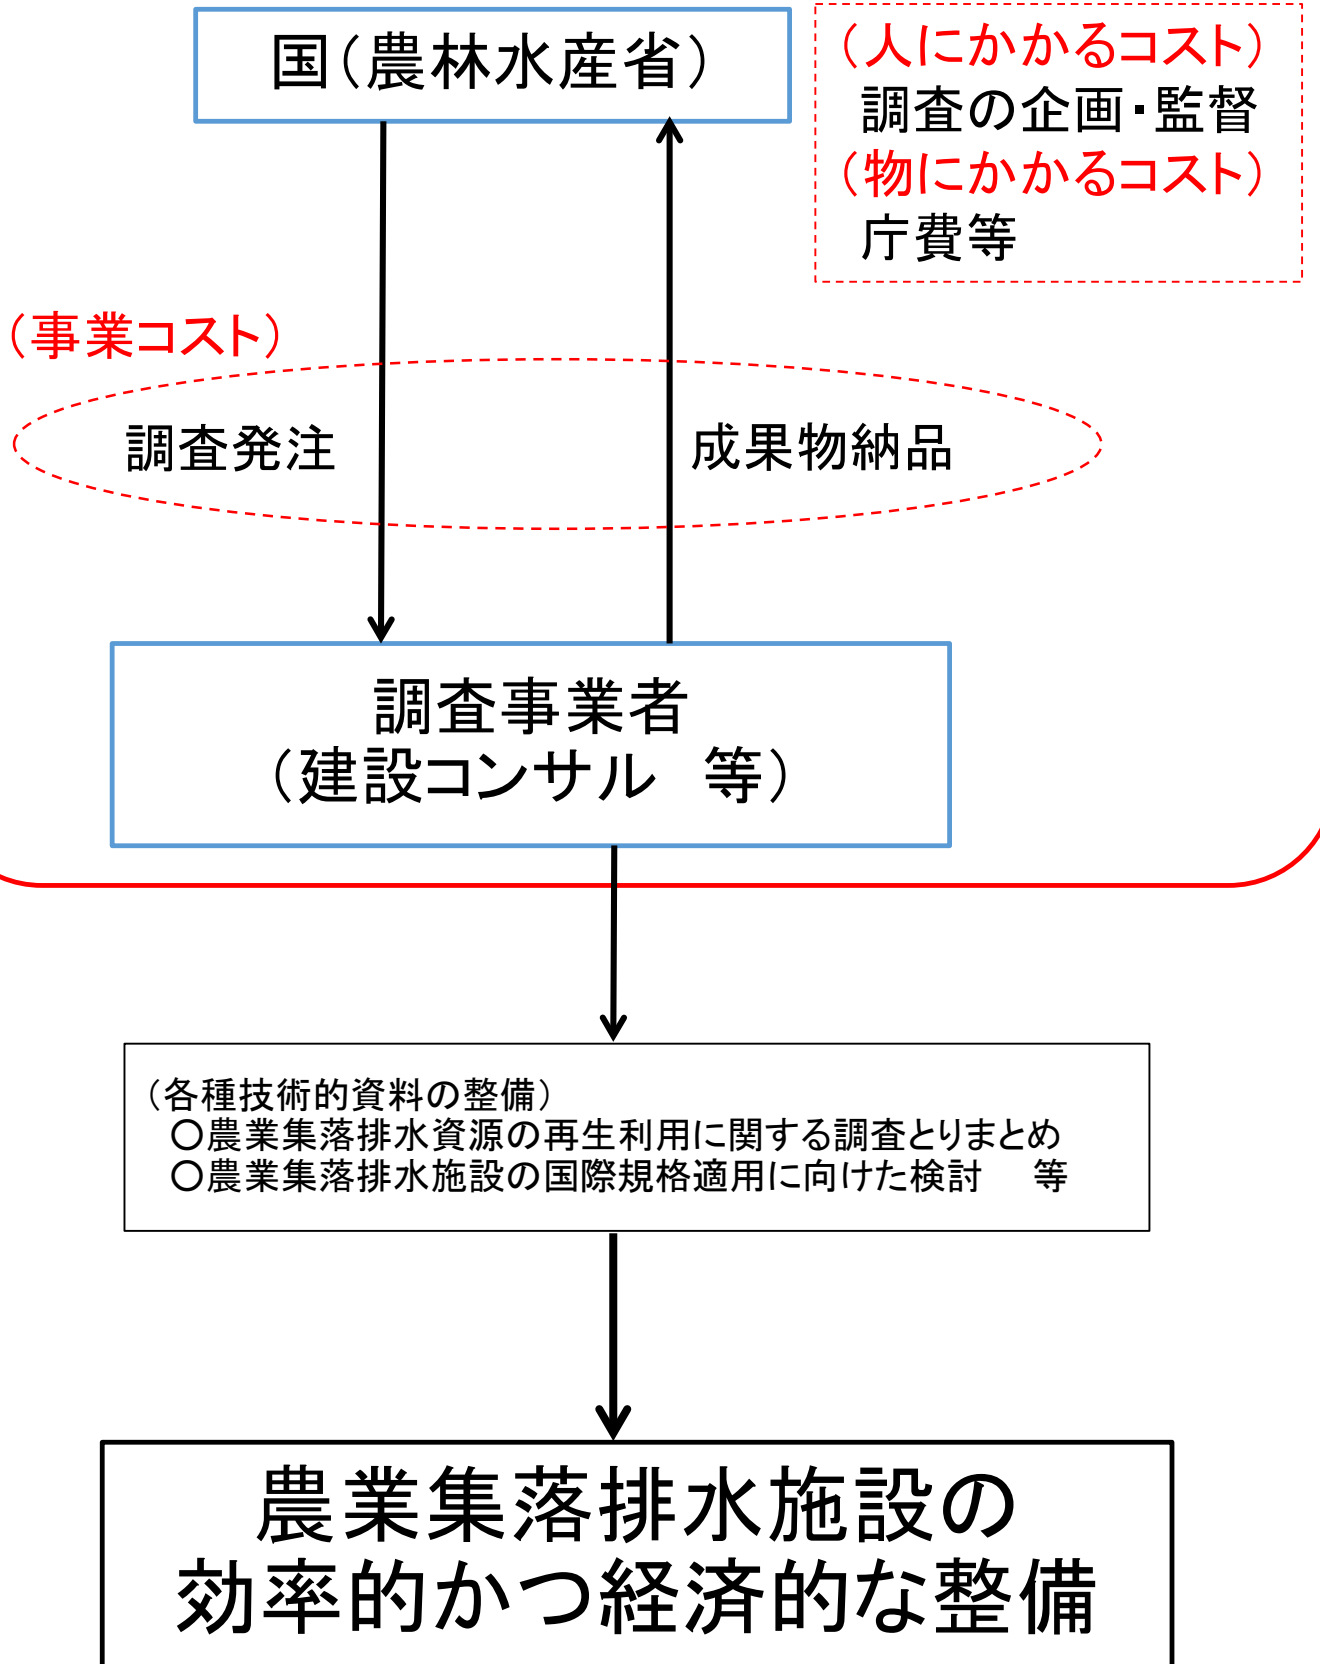 国（農林水産省）
（人にかかるコスト）
調査の企画・監督
（物にかかるコスト）
庁費等
（事業コスト）
調査発注
成果物納品
調査事業者
（建設コンサル　等）
（各種技術的資料の整備）
○農業集落排水資源の再生利用に関する調査とりまとめ
○農業集落排水施設の国際規格適用に向けた検討　等
農業集落排水施設の
効率的かつ経済的な整備